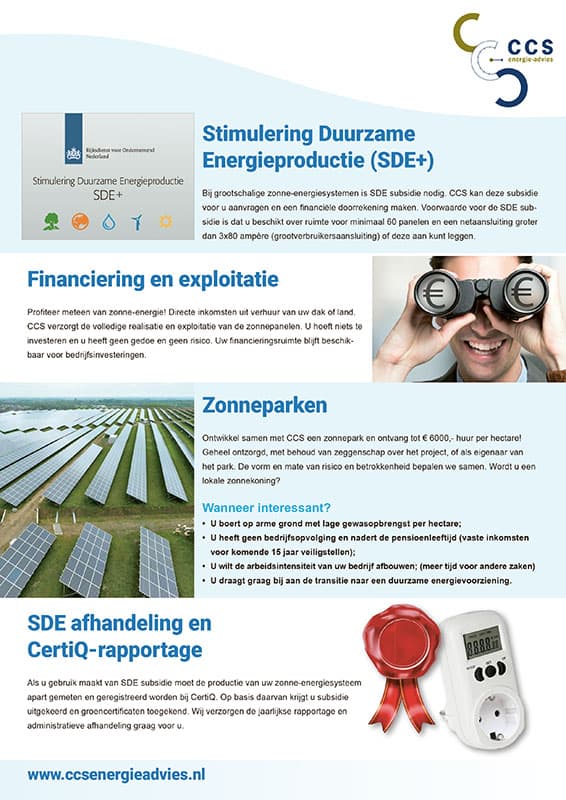 CCS
energie-advies
Rijksdienst voor Ondernemend
Nederland
Stimulering Duurzame Energieproductie
SDE+
Stimulering Duurzame
Energieproductie (SDE+)
Bij grootschalige zonne-energiesystemen is SDE subsidie nodig. CCS kan deze subsidie
voor u aanvragen en een financiële doorrekening maken. Voorwaarde voor de SDE sub-
sidie is dat u beschikt over ruimte voor minimaal 60 panelen en een netaansluiting groter
dan 3x80 ampère (grootverbruikersaansluiting) of deze aan kunt leggen.
Financiering en exploitatie
Profiteer meteen van zonne-energie! Directe inkomsten uit verhuur van uw dak of land.
CCS verzorgt de volledige realisatie en exploitatie van de zonnepanelen. U hoeft niets te
investeren en u heeft geen gedoe en geen risico. Uw financieringsruimte blijft beschik-
baar voor bedrijfsinvesteringen.
€ €
Zonneparken
Ontwikkel samen met CCS een zonnepark en ontvang tot € 6000,- huur per hectare!
Geheel ontzorgd, met behoud van zeggenschap over het project, of als eigenaar van
het park. De vorm en mate van risico en betrokkenheid bepalen we samen. Wordt u een
lokale zonnekoning?
Wanneer interessant?
• U boert op arme grond met lage gewasopbrengst per hectare;
• U heeft geen bedrijfsopvolging en nadert de pensioenleeftijd (vaste inkomsten
voor komende 15 jaar veiligstellen);
• U wilt de arbeidsintensiteit van uw bedrijf afbouwen; (meer tijd voor andere zaken)
• U draagt graag bij aan de transitie naar een duurzame energievoorziening.
SDE afhandeling en
CertiQ-rapportage
Als u gebruik maakt van SDE subsidie moet de productie van uw zonne-energiesysteem
apart gemeten en geregistreerd worden bij CertiQ. Op basis daarvan krijgt u subsidie
uitgekeerd en groencertificaten toegekend. Wij verzorgen de jaarlijkse rapportage en
administratieve afhandeling graag voor u.
www.ccsenergieadvies.nl